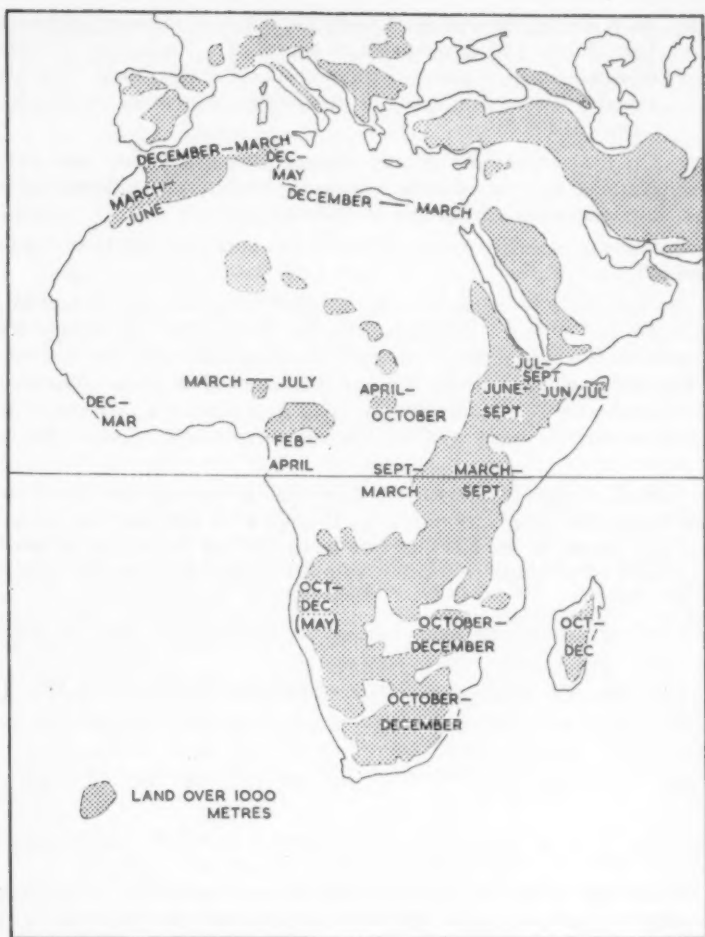 DECEMBER—MARCH
DEC—
MAY
MARCH—
JUNE
DECEMBER — MARCH
JUL—
SEPT
MARCH — JULY
APRIL—
OCTOBER
JUNE—
SEPT
JUN/JUL
DEC—
MAR
FEB—
APRIL
SEPT—
MARCH
MARCH—
SEPT
OCT—
DEC
(MAY)
OCTOBER—
DECEMBER
OCT—
DEC
OCTOBER—
DECEMBER
LAND OVER 1000
METRES